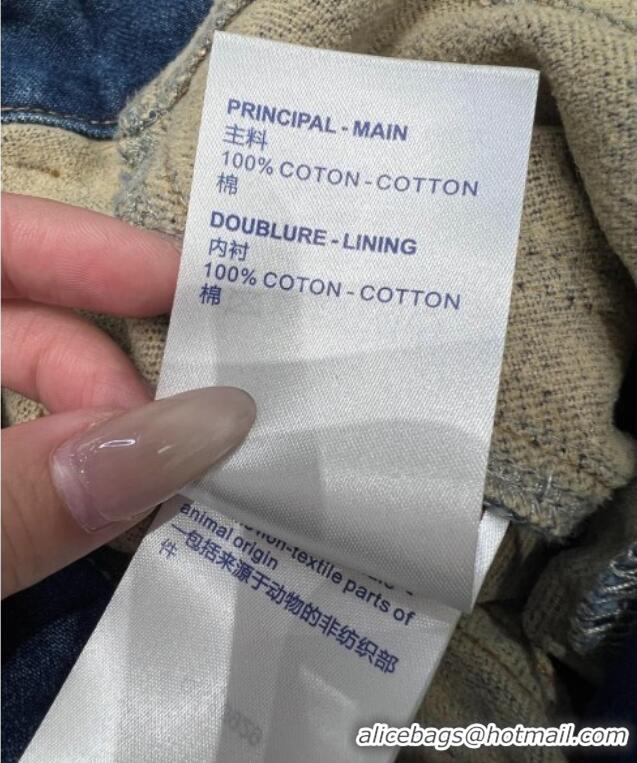 PRINCIPAL - MAIN
主料
100% COTON - COTTON
棉
DOUBLURE - LINING
内衬
100% COTON - COTTON
棉
non-textile parts of
animal origin
一包括来源于动物的非纺织部
件
alicebags@hotmail.com